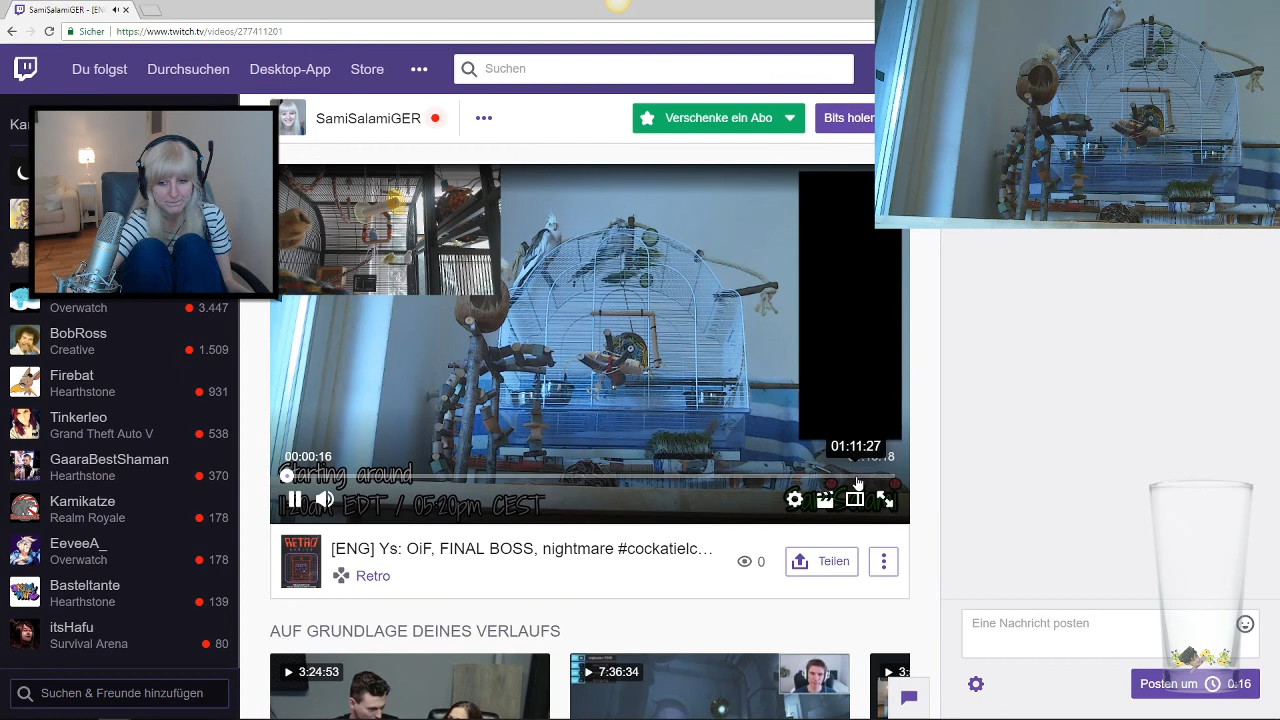 SamiSalamiGER - [EN
Sicher
https://www.twitch.tv/videos/277411201
Du folgst
Durchsuchen
Desktop-App
Store
Suchen
Ka
SamiSalamiGER
Verschenke ein Abo
Bits holen
Overwatch
3.447
BobRoss
Creative
1.509
Firebat
Hearthstone
931
Tinkerleo
Grand Theft Auto V
538
GaaraBestShaman
Hearthstone
370
Kamikatze
Realm Royale
178
EeveeA_
Overwatch
178
Basteltante
Hearthstone
139
itsHafu
Survival Arena
80
Suchen & Freunde hinzufügen
01:11:27
00:00:16
Starting around
11:20am EDT / 05:20pm CEST
[ENG] Ys: OiF, FINAL BOSS, nightmare #cockatielc…
Retro
0
Teilen
AUF GRUNDLAGE DEINES VERLAUFS
3:24:53
7:36:34
3:
Eine Nachricht posten
Posten um
0:16